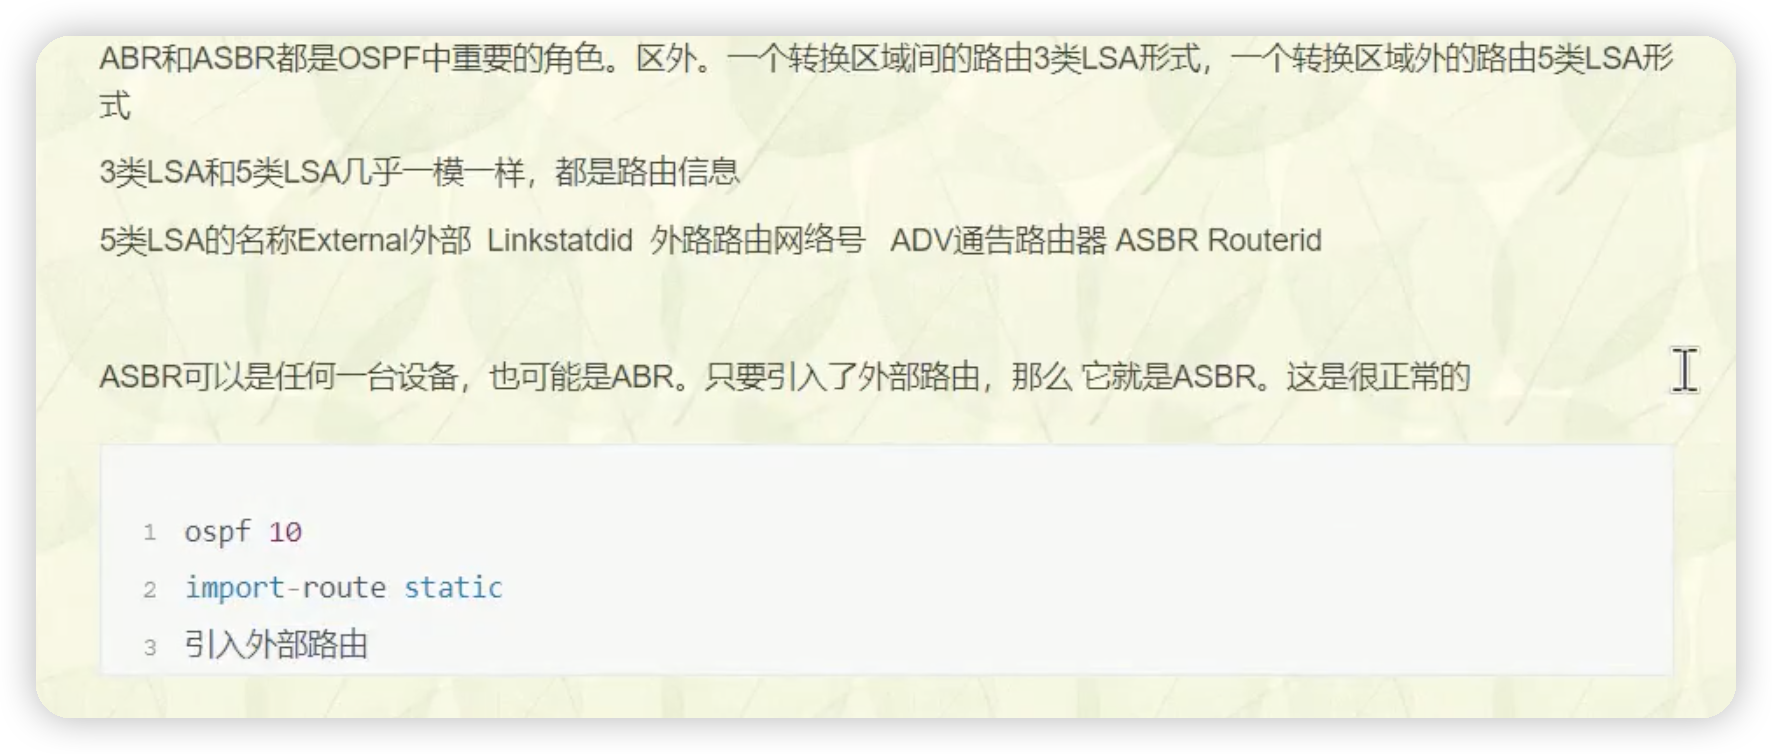 ABR和ASBR都是OSPF中重要的角色。区外。一个转换区域间的路由3类LSA形式，一个转换区域外的路由5类LSA形
式
3类LSA和5类LSA几乎一模一样，都是路由信息
5类LSA的名称External外部  Linkstatdid  外路路由网络号   ADV通告路由器 ASBR Routerid
ASBR可以是任何一台设备，也可能是ABR。只要引入了外部路由，那么 它就是ASBR。这是很正常的
1 ospf 10
2 import-route static
3 引入外部路由